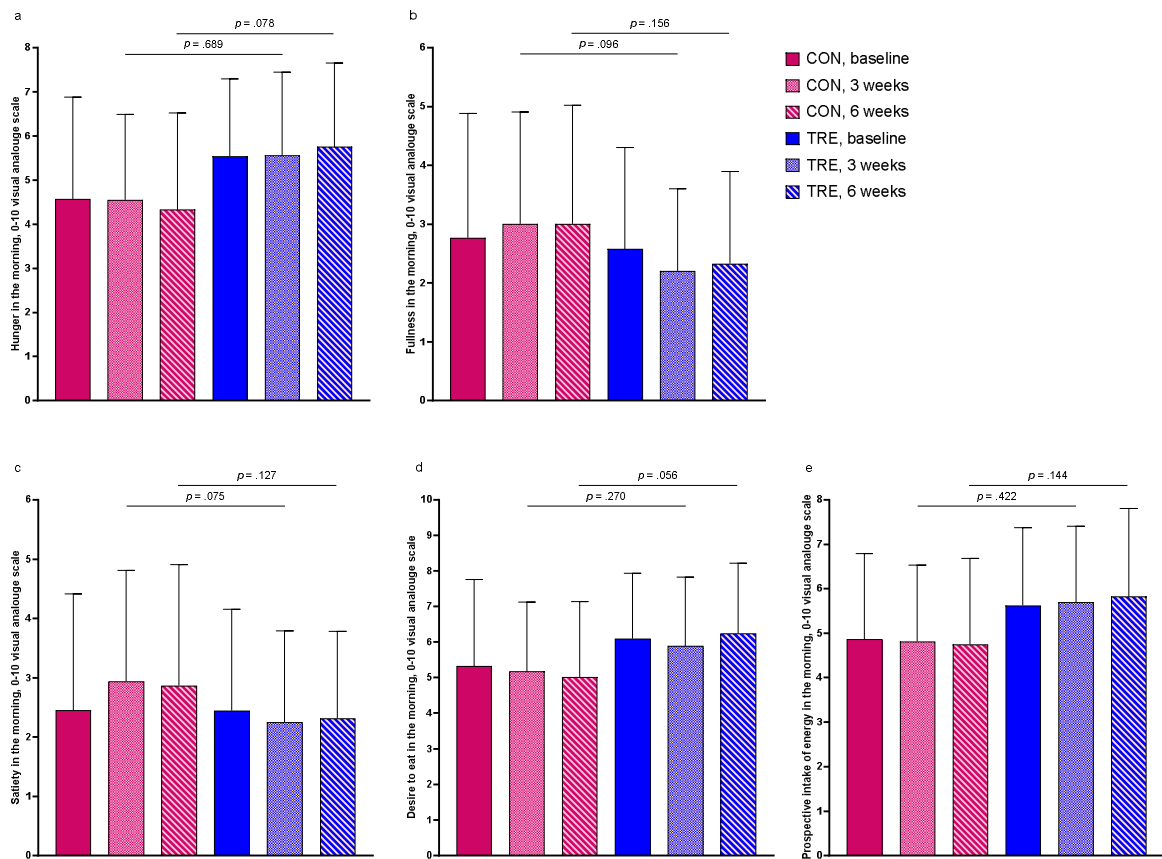 a
p = .078
p = .689
8
7
6
5
4
3
2
1
0
Hunger in the morning, 0-10 visual analouge scale
b
p = .156
p = .096
6
5
4
3
2
1
0
Fullness in the morning, 0-10 visual analouge scale
CON, baseline
CON, 3 weeks
CON, 6 weeks
TRE, baseline
TRE, 3 weeks
TRE, 6 weeks
c
p = .127
p = .075
6
5
4
3
2
1
0
Satiety in the morning, 0-10 visual analouge scale
d
p = .056
p = .270
10
9
8
7
6
5
4
3
2
1
0
Desire to eat in the morning, 0-10 visual analouge scale
e
p = .144
p = .422
8
7
6
5
4
3
2
1
0
Prospective intake of energy in the morning, 0-10 visual analouge scale